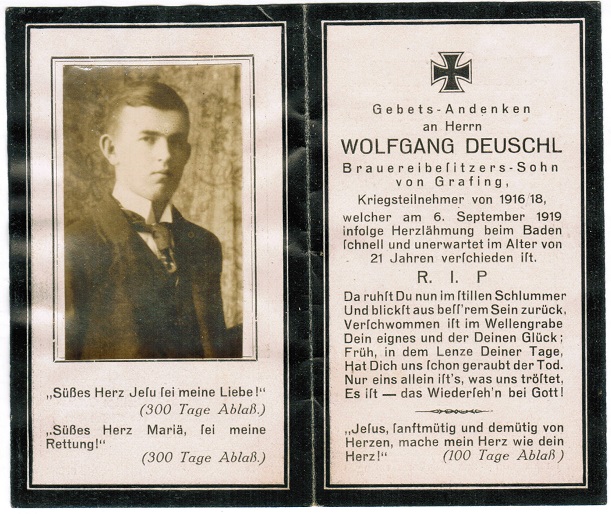 „Süßes Herz Jeſu ſei meine Liebe!“
(300 Tage Ablaß.)
„Süßes Herz Mariä, ſei meine
Rettung!“
(300 Tage Ablaß.)
Gebets-Andenken
an Herrn
WOLFGANG DEUSCHL
Brauereibeſitzers-Sohn
von Grafing,
Kriegsteilnehmer von 1916/18,
welcher am 6. September 1919
infolge Herzlähmung beim Baden
ſchnell und unerwartet im Alter von
21 Jahren verſchieden iſt.
R. I. P
Da ruhſt Du nun im ſtillen Schlummer
Und blickſt aus beſſ'rem Sein zurück,
Verſchwommen iſt im Wellengrabe
Dein eignes und der Deinen Glück;
Früh, in dem Lenze Deiner Tage,
Hat Dich uns ſchon geraubt der Tod.
Nur eins allein iſt's, was uns tröſtet,
Es iſt — das Wiederſeh'n bei Gott!
„Jeſus, ſanftmütig und demütig von
Herzen, mache mein Herz wie dein
Herz!“ (100 Tage Ablaß.)